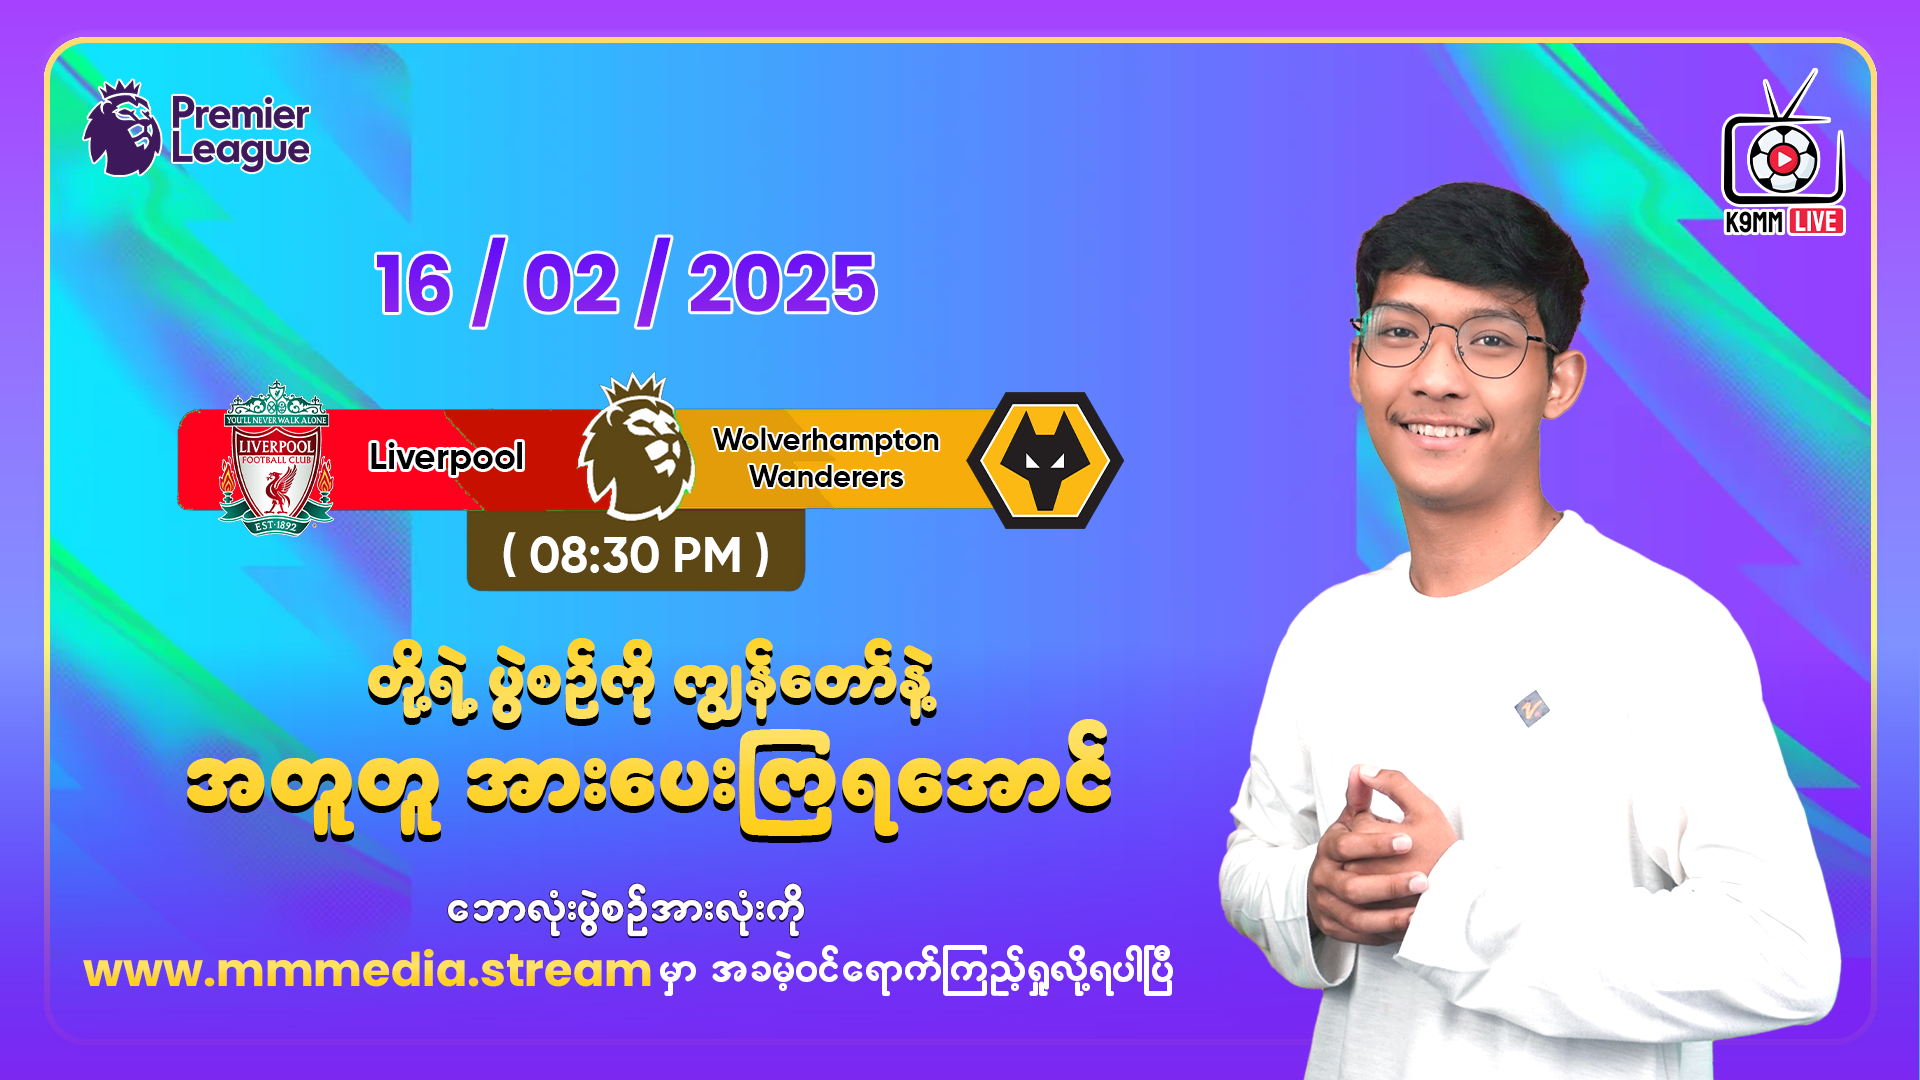 Premier
League
K9MM LIVE
16 / 02 / 2025
YOU'LL NEVER WALK ALONE
LIVERPOOL
FOOTBALL CLUB
EST·1892
Liverpool
Wolverhampton
Wanderers
( 08:30 PM )
တို့ရဲ့ ပွဲစဉ်ကို ကျွန်တော်နဲ့
အတူတူ အားပေးကြရအောင်
ဘောလုံးပွဲစဉ်အားလုံးကို
www.mmmedia.stream မှာ အခမဲ့ဝင်ရောက်ကြည့်ရှုလို့ရပါပြီ